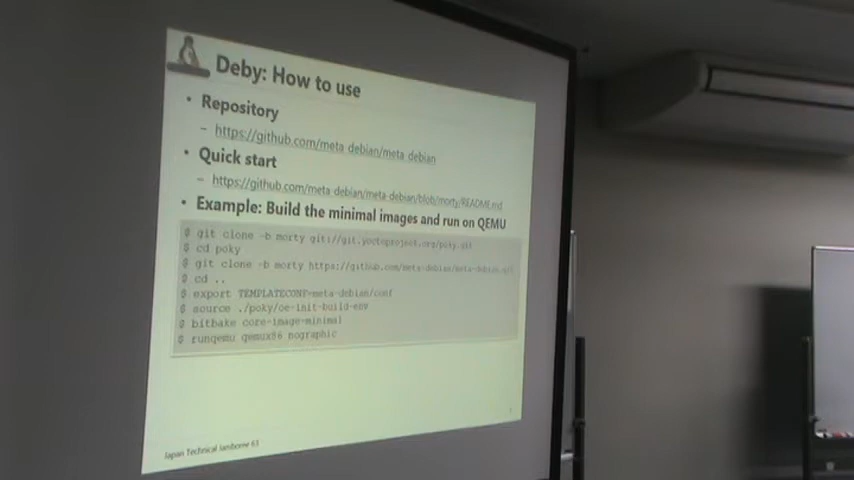 Deby: How to use
• Repository
– https://github.com/meta-debian/meta-debian
• Quick start
– https://github.com/meta-debian/meta-debian/blob/morty/README.md
• Example: Build the minimal images and run on QEMU
$ git clone -b morty git://git.yoctoproject.org/poky.git
$ cd poky
$ git clone -b morty https://github.com/meta-debian/meta-debian.git
$ cd ..
$ export TEMPLATECONF=meta-debian/conf
$ source ./poky/oe-init-build-env
$ bitbake core-image-minimal
$ runqemu qemux86 nographic
Japan Technical Jamboree 63